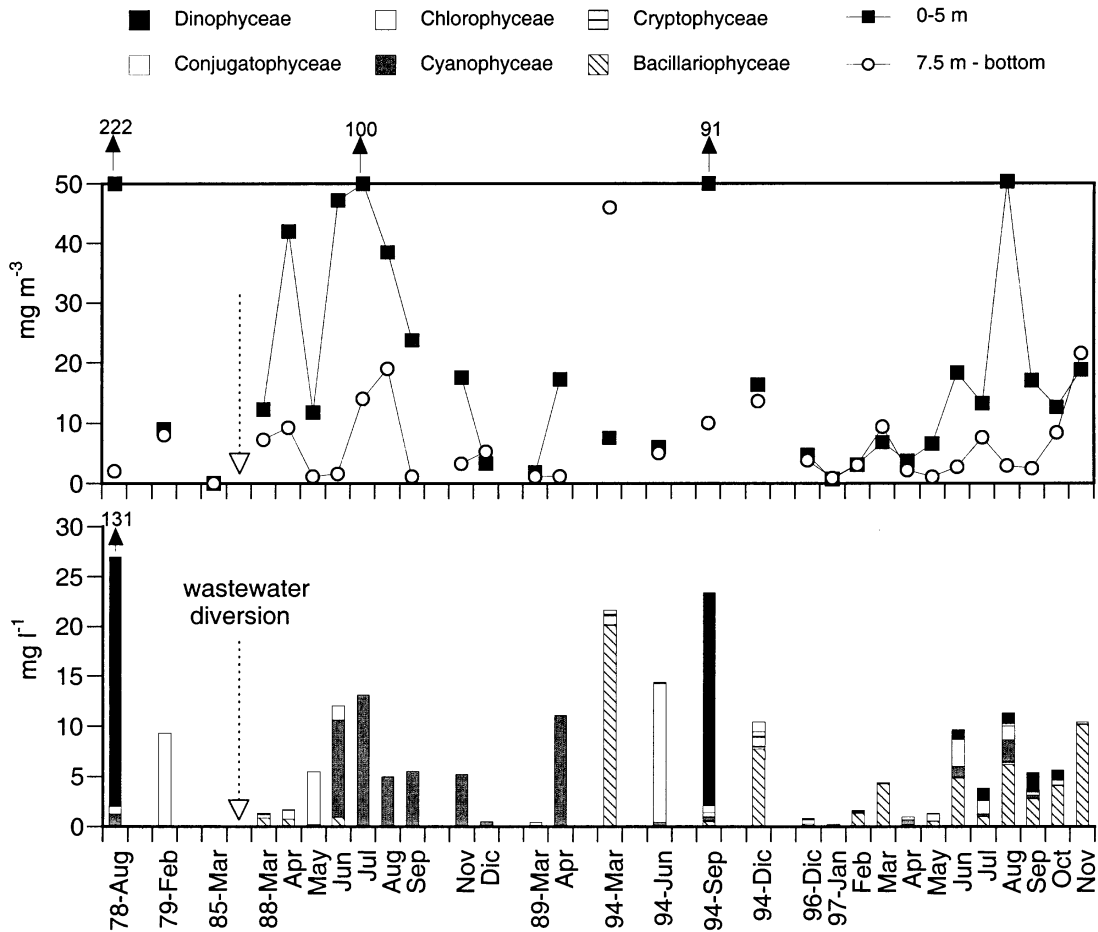 Dinophyceae Chlorophyceae Cryptophyceae 0-5 m
Conjugatophyceae Cyanophyceae Bacillariophyceae 7.5 m - bottom
222 100 91
50
40
30
20
10
0
mg m-3
131
30
25
20
15
10
5
0
mg l-1
wastewater
diversion
78-Aug
79-Feb
85-Mar
88-Mar
Apr
May
Jun
Jul
Aug
Sep
Nov
Dic
89-Mar
Apr
94-Mar
94-Jun
94-Sep
94-Dic
96-Dic
97-Jan
Feb
Mar
Apr
May
Jun
Jul
Aug
Sep
Oct
Nov